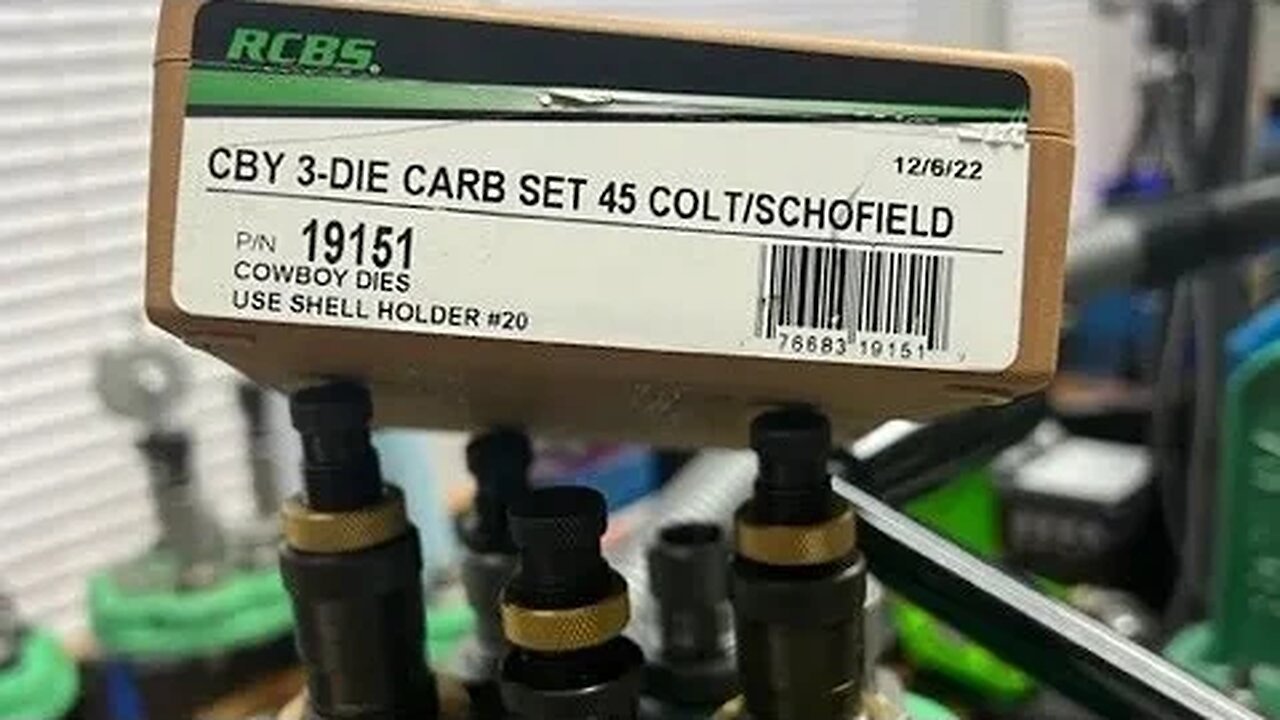 RCBS
12/6/22
CBY 3-DIE CARB SET 45 COLT/SCHOFIELD
P/N 19151
COWBOY DIES
USE SHELL HOLDER #20
76683 19151